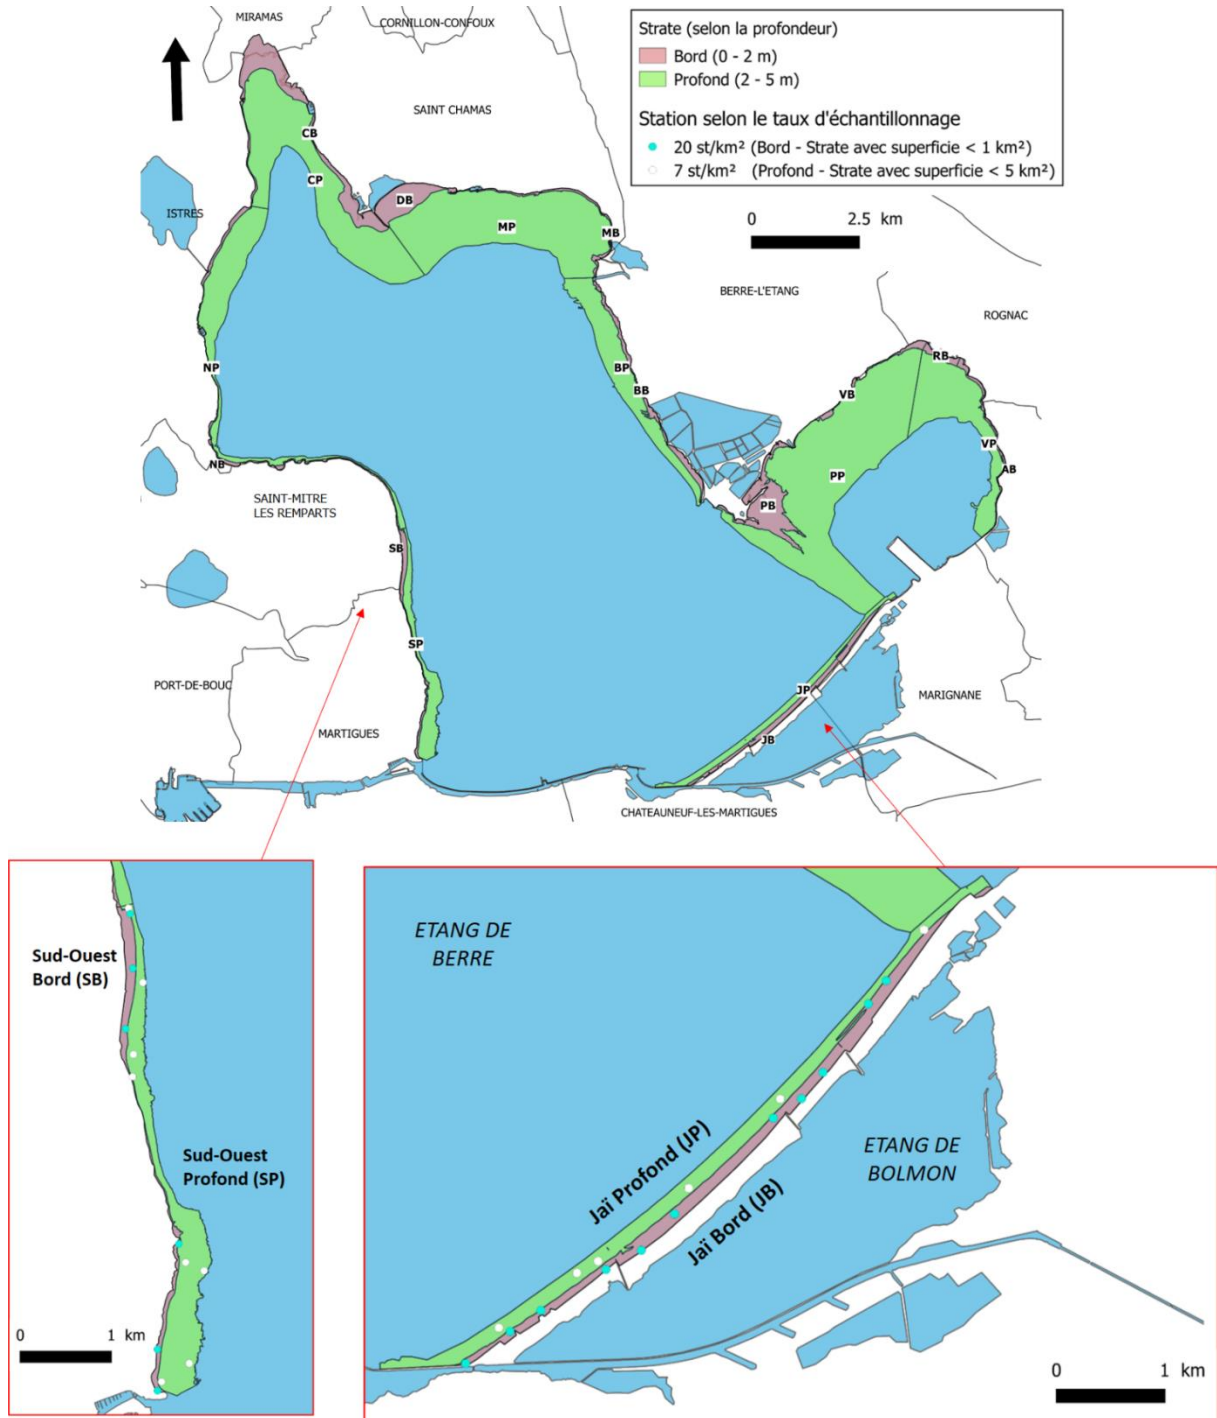 MIRAMAS
CORNILLON-CONFOUX
Strate (selon la profondeur)
Bord (0 - 2 m)
Profond (2 - 5 m)
Station selon le taux d'échantillonnage
20 st/km² (Bord - Strate avec superficie < 1 km²)
7 st/km² (Profond - Strate avec superficie < 5 km²)
SAINT CHAMAS
CB
CP
DB
ISTRES
MP
MB
0 2.5 km
BERRE-L'ETANG
ROGNAC
NP
BP
BB
RB
VB
VP
AB
NB
PP
PB
SAINT-MITRE
LES REMPARTS
SB
SP
PORT-DE-BOUC
MARTIGUES
JP
JB
MARIGNANE
CHATEAUNEUF-LES-MARTIGUES
Sud-Ouest
Bord (SB)
Sud-Ouest
Profond (SP)
0 1 km
ETANG DE
BERRE
Jaï Profond (JP)
Jaï Bord (JB)
ETANG DE
BOLMON
0 1 km